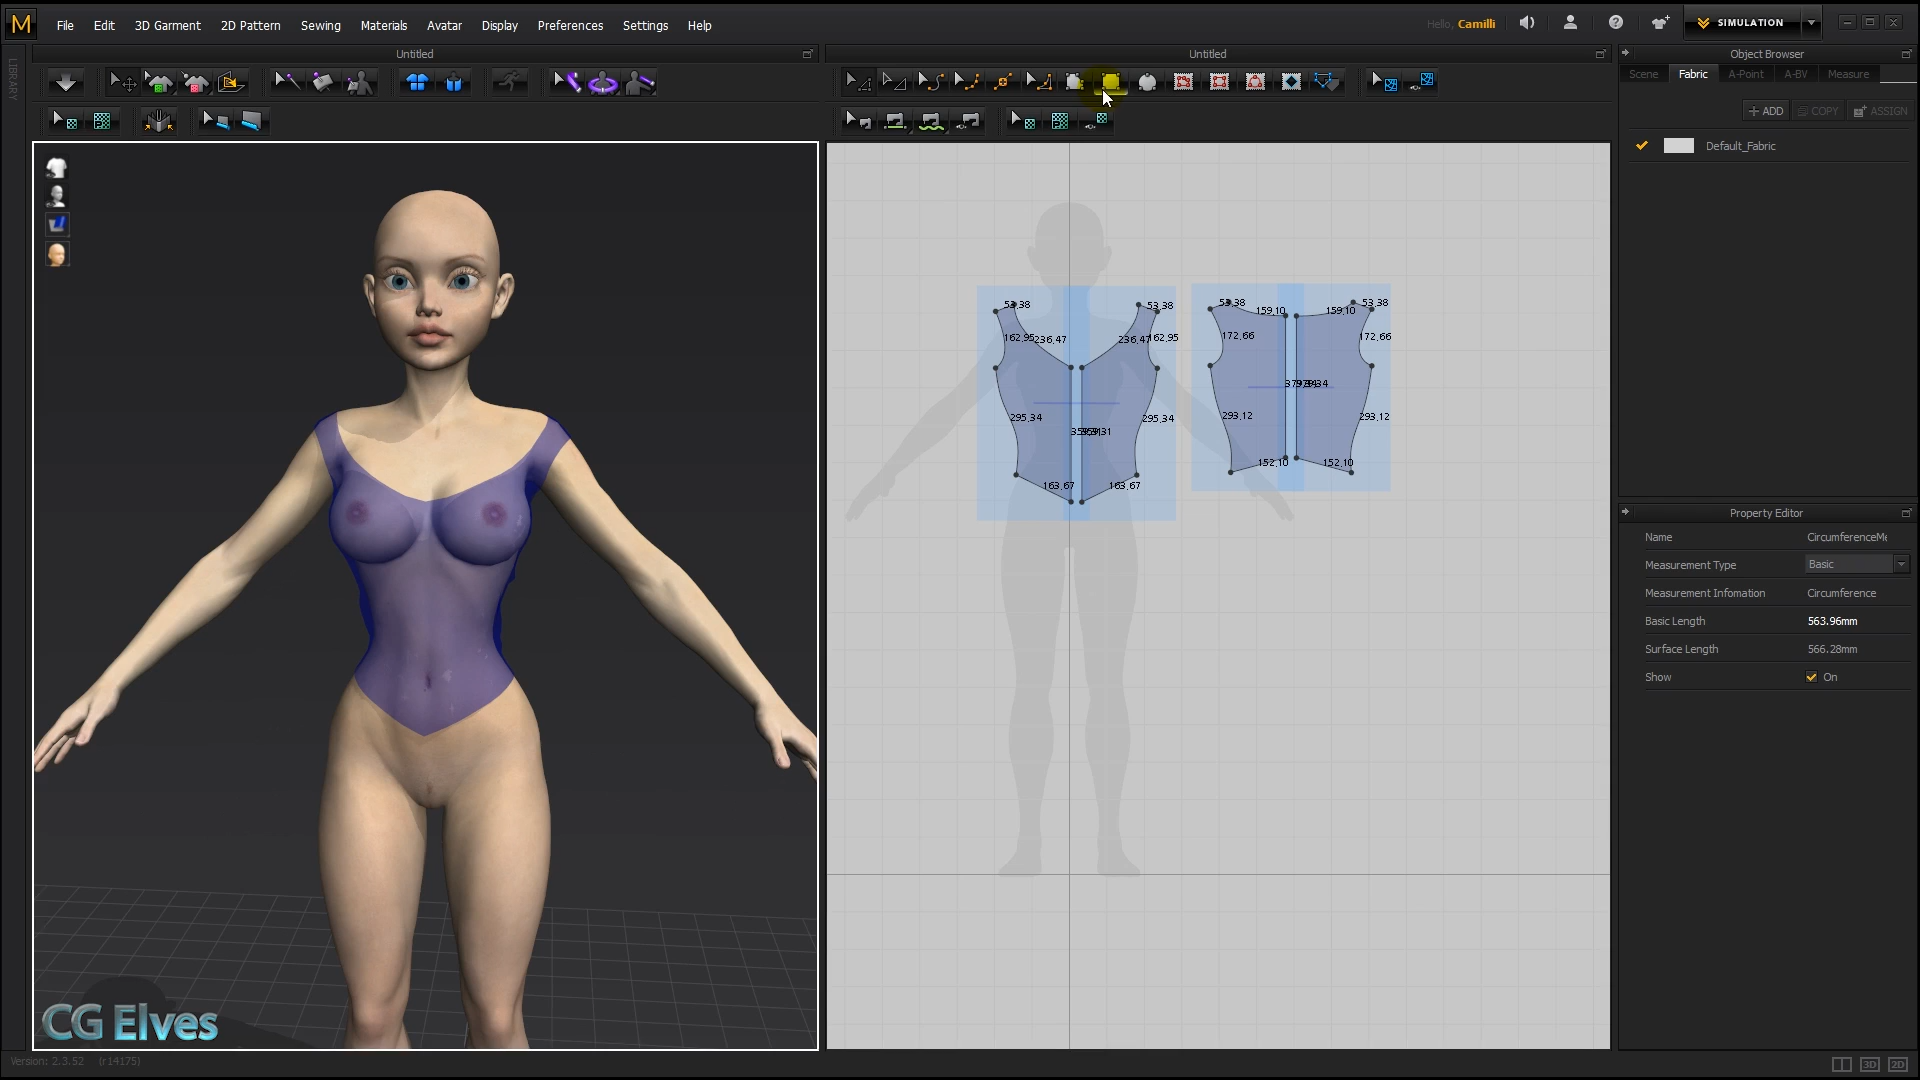 M File Edit 3D Garment 2D Pattern Sewing Materials Avatar Display Preferences Settings Help
Hello, Camilli
SIMULATION
LIBRARY
Untitled
Untitled
Object Browser
Scene Fabric A-Point A-BV Measure
ADD COPY ASSIGN
Default_Fabric
53.38 53.38
162.95 236.47 236.47 162.95
295.34 295.34
163.67 163.67
53.38 159.10 159.10 53.38
172.66 172.66
293.12 293.12
152.10 152.10
Property Editor
Name CircumferenceMe
Measurement Type Basic
Measurement Infomation Circumference
Basic Length 563.96mm
Surface Length 566.28mm
Show On
CG Elves
Version: 2.3.52 (r14175)
3D 2D